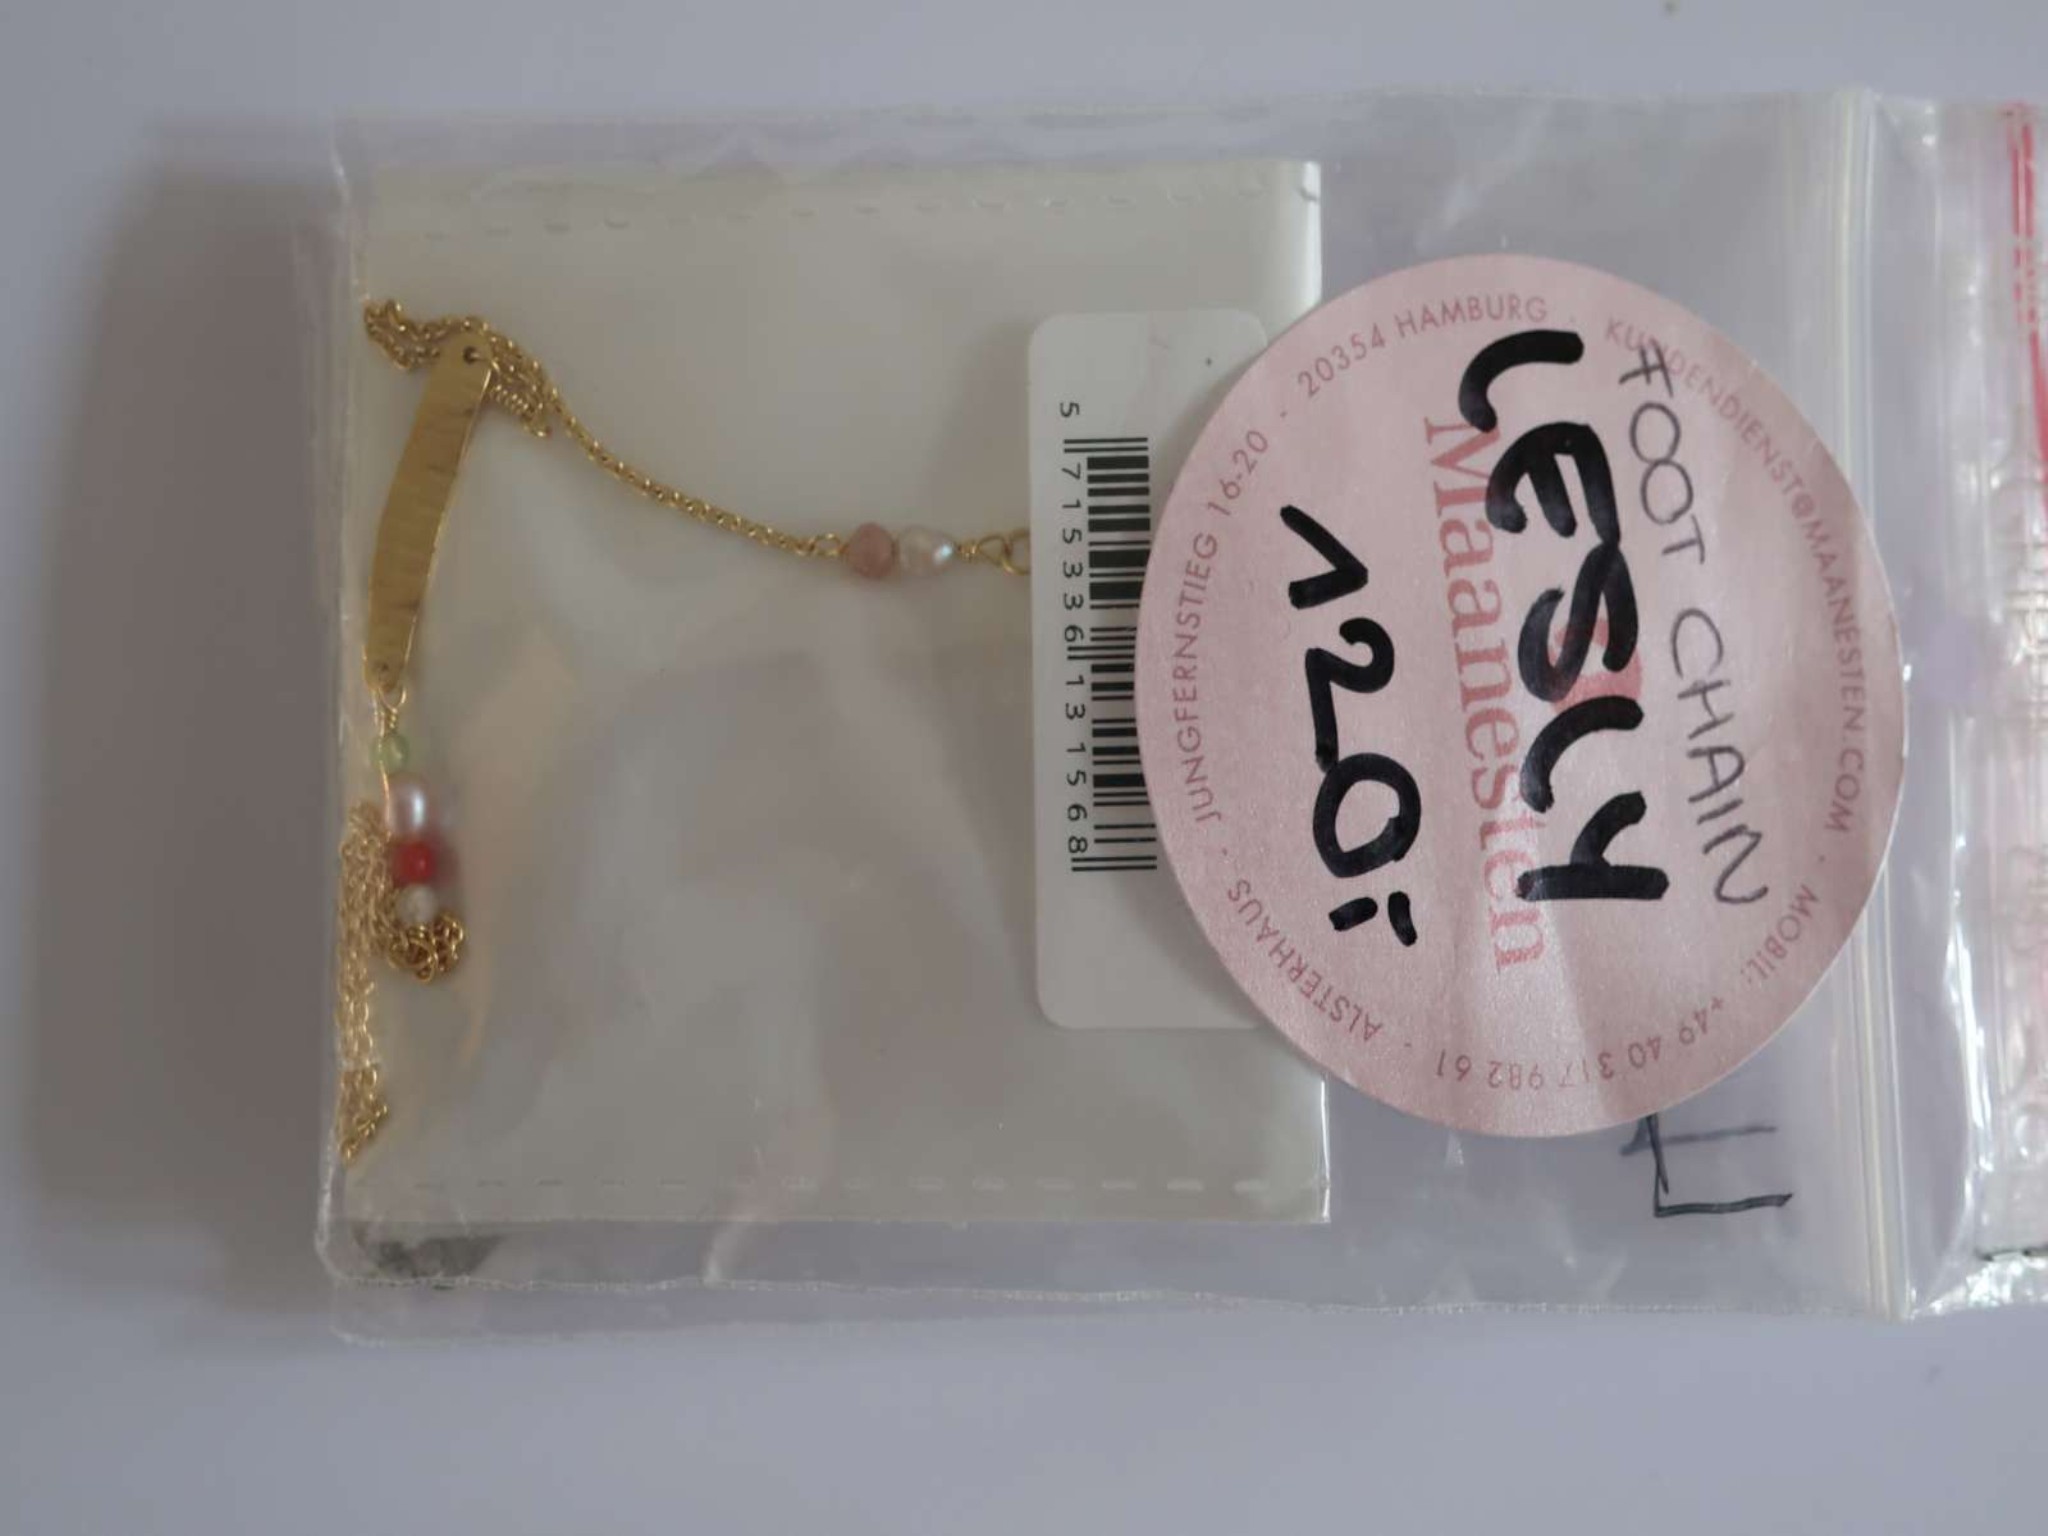 FOOT CHAIN
LESLY
120,-
Maanesten
ALSTERHAUS · JUNGFERNSTIEG 16-20 · 20354 HAMBURG · KUNDENDIENST@MAANESTEN.COM · MOBIL: +49 40 317 982 61 ·
5 715336 131568